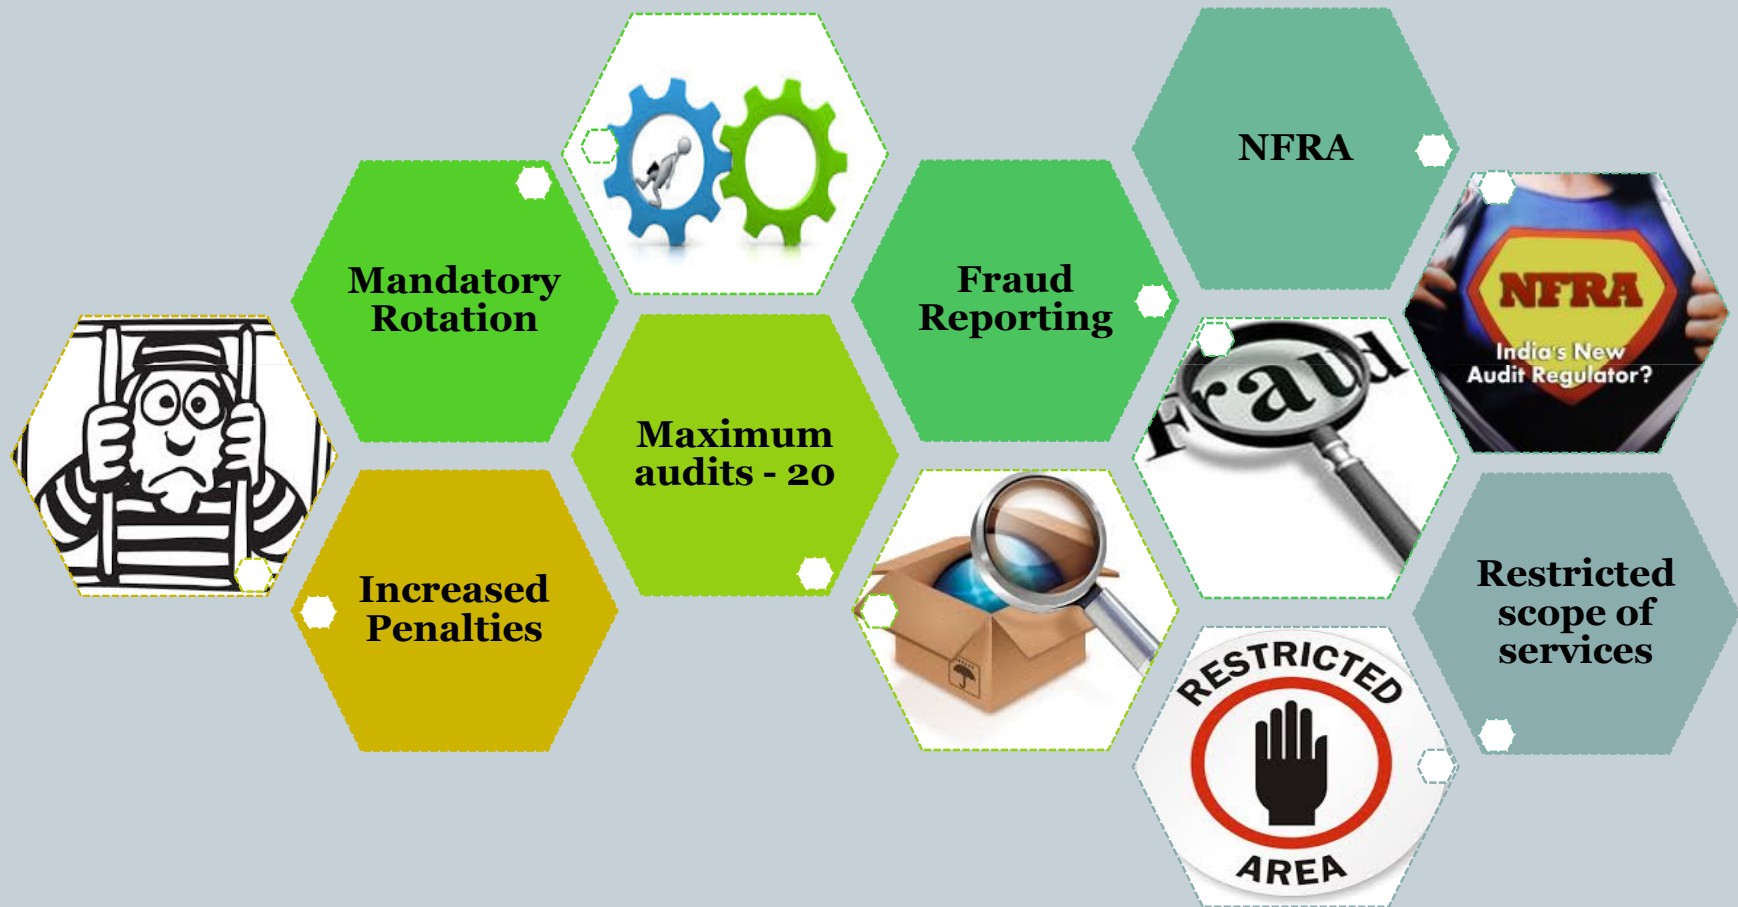 Increased
Penalties
Mandatory
Rotation
Maximum
audits - 20
Fraud
Reporting
NFRA
NFRA
India's New
Audit Regulator?
Fraud
Restricted
scope of
services
RESTRICTED
AREA